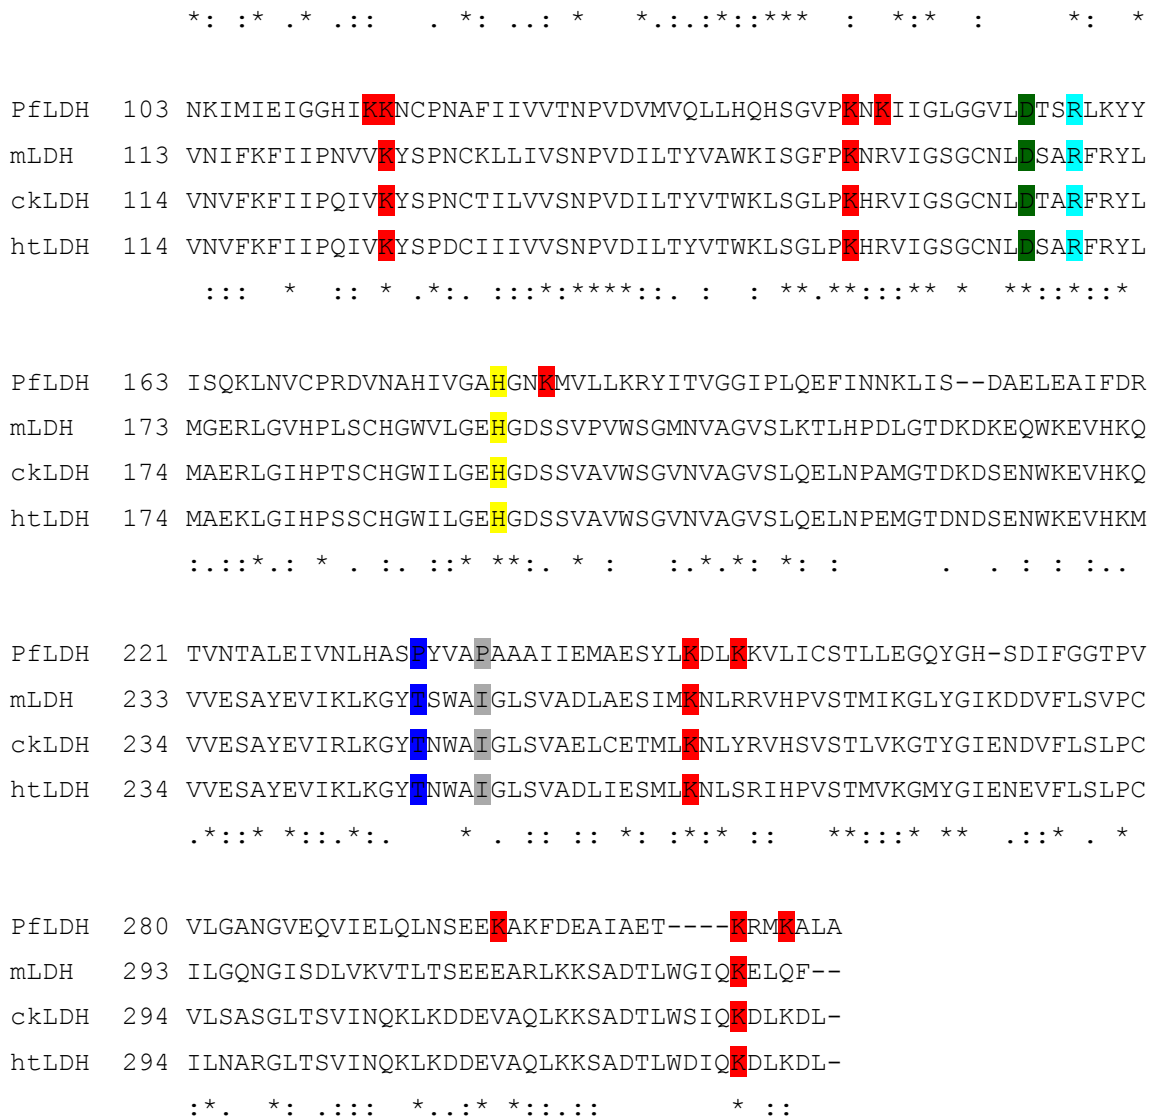 *: :* .* .::   . *: ..: *   *.:.*::***  :  *:*  :     *:  *
PfLDH 103 NKIMIEIGGHIKKNCPNAFIIVVTNPVDVMVQLLHQHSGVPKNKIIGLGGVLDTSRLKYY
mLDH 113 VNIFKFIIPNVVKYSPNCKLLIVSNPVDILTYVAWKISGFPKNRVIGSGCNLDSARFRYL
ckLDH 114 VNVFKFIIPQIVKYSPNCTILVVSNPVDILTYVTWKLSGLPKHRVIGSGCNLDTARFRYL
htLDH 114 VNVFKFIIPQIVKYSPDCIIIVVSNPVDILTYVTWKLSGLPKHRVIGSGCNLDSARFRYL
:::  *  :: * .*:. :::*:****::. :  : **.**:::** *  **::*::*
PfLDH 163 ISQKLNVCPRDVNAHIVGAHGNKMVLLKRYITVGGIPLQEFINNKLIS--DAELEAIFDR
mLDH 173 MGERLGVHPLSCHGWVLGEHGDSSVPVWSGMNVAGVSLKTLHPDLGTDKDKEQWKEVHKQ
ckLDH 174 MAERLGIHPTSCHGWILGEHGDSSVAVWSGVNVAGVSLQELNPAMGTDKDSENWKEVHKQ
htLDH 174 MAEKLGIHPSSCHGWILGEHGDSSVAVWSGVNVAGVSLQELNPEMGTDNDSENWKEVHKM
:.::*.: * . :. ::* **:. * :   :.*.*: *: :      .  . : : :..
PfLDH 221 TVNTALEIVNLHASPYVAPAAAIIEMAESYLKDLKKVLICSTLLEGQYGH-SDIFGGTPV
mLDH 233 VVESAYEVIKLKGYTSWAIGLSVADLAESIMKNLRRVHPVSTMIKGLYGIKDDVFLSVPC
ckLDH 234 VVESAYEVIRLKGYTNWAIGLSVAELCETMLKNLYRVHSVSTLVKGTYGIENDVFLSLPC
htLDH 234 VVESAYEVIKLKGYTNWAIGLSVADLIESMLKNLSRIHPVSTMVKGMYGIENEVFLSLPC
.*::* *::.*:.    * . :: :: *: :*:* ::   **:::* **  .::* . *
PfLDH 280 VLGANGVEQVIELQLNSEEKAKFDEAIAET----KRMKALA
mLDH 293 ILGQNGISDLVKVTLTSEEEARLKKSADTLWGIQKELQF--
ckLDH 294 VLSASGLTSVINQKLKDDEVAQLKKSADTLWSIQKDLKDL-
htLDH 294 ILNARGLTSVINQKLKDDEVAQLKKSADTLWDIQKDLKDL-
:*.  *: .:::  *..:* *::.::         * ::